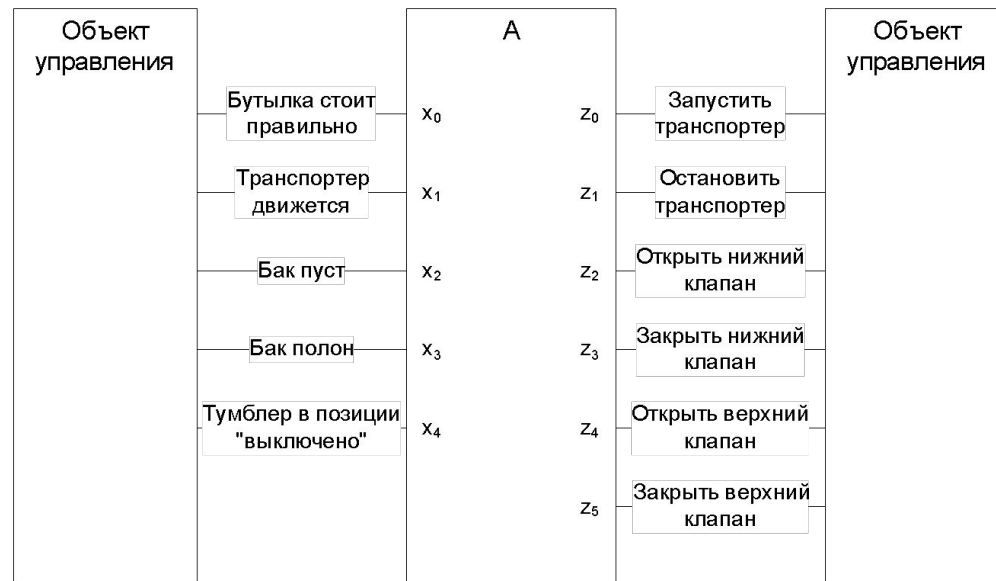 Объект
управления
A
Объект
управления
Бутылка стоит
правильно
x0
z0
Запустить
транспортер
Транспортер
движется
x1
z1
Остановить
транспортер
Бак пуст
x2
z2
Открыть нижний
клапан
Бак полон
x3
z3
Закрыть нижний
клапан
Тумблер в позиции
"выключено"
x4
z4
Открыть верхний
клапан
z5
Закрыть верхний
клапан